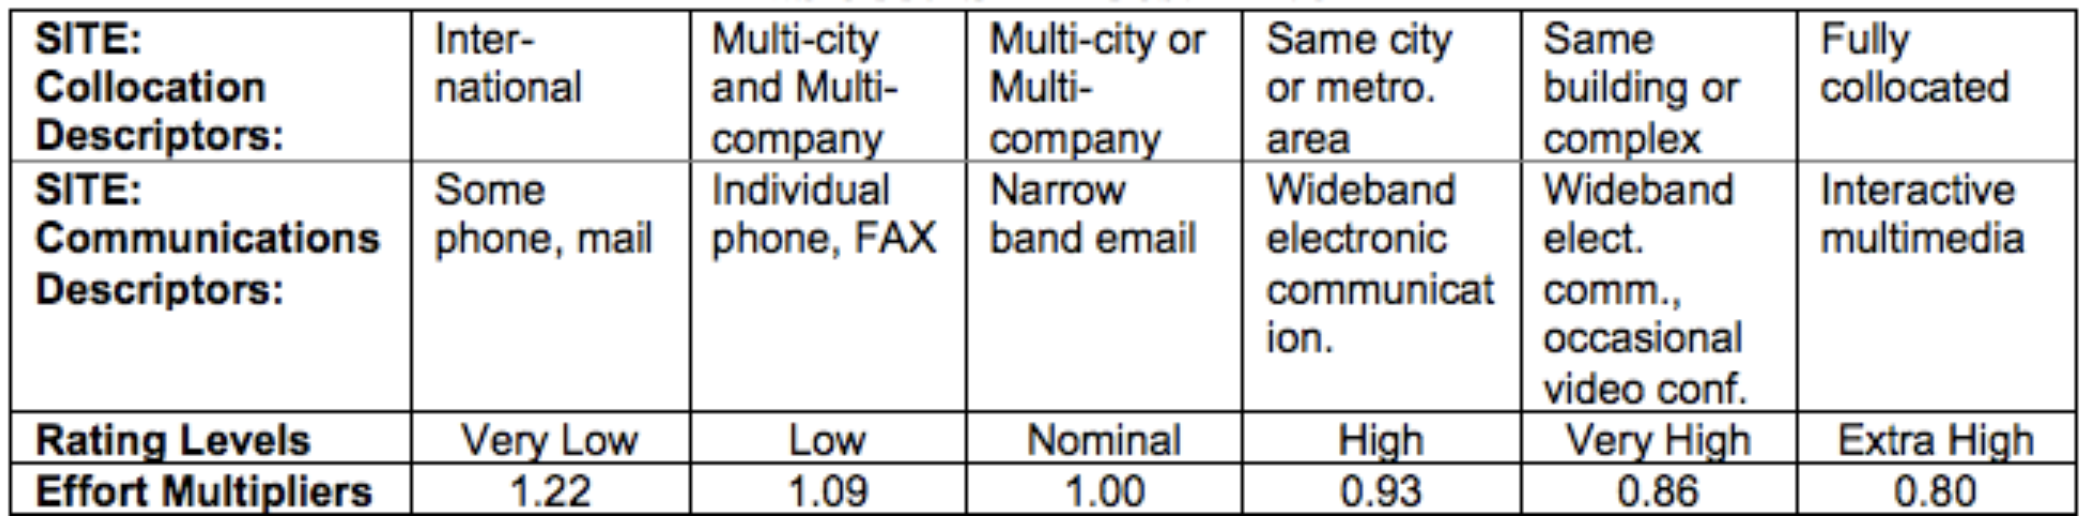 SITE: Collocation Descriptors: Inter-national Multi-city and Multi-company Multi-city or Multi-company Same city or metro. area Same building or complex Fully collocated
SITE: Communications Descriptors: Some phone, mail Individual phone, FAX Narrow band email Wideband electronic communication. Wideband elect. comm., occasional video conf. Interactive multimedia
Rating Levels Very Low Low Nominal High Very High Extra High
Effort Multipliers 1.22 1.09 1.00 0.93 0.86 0.80